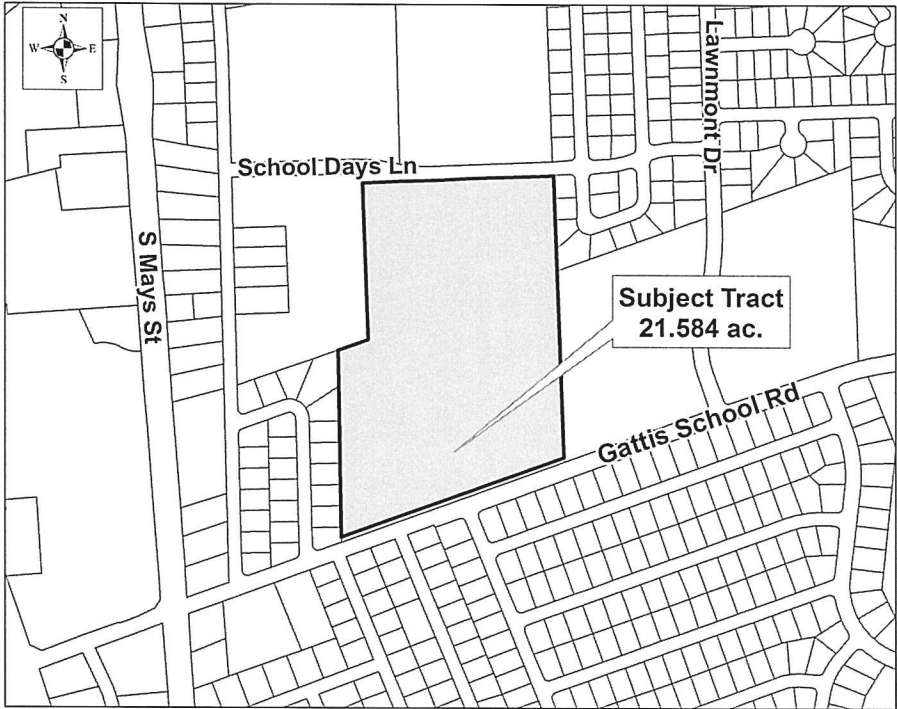 N
W E
S
School Days Ln
Lawnmont Dr
S Mays St
Subject Tract
21.584 ac.
Gattis School Rd